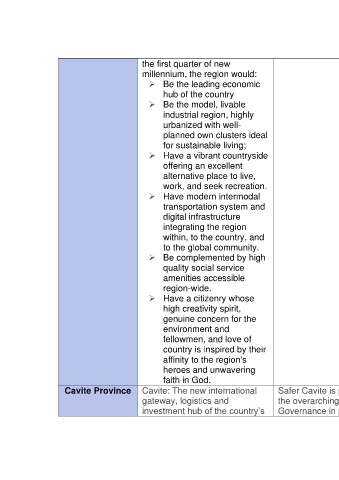 the first quarter of new
millennium, the region would:
➢ Be the leading economic
hub of the country
➢ Be the model, livable
industrial region, highly
urbanized with well-
planned own clusters ideal
for sustainable living;
➢ Have a vibrant countryside
offering an excellent
alternative place to live,
work, and seek recreation.
➢ Have modern intermodal
transportation system and
digital infrastructure
integrating the region
within, to the country, and
to the global community.
➢ Be complemented by high
quality social service
amenities accessible
region-wide.
➢ Have a citizenry whose
high creativity spirit,
genuine concern for the
environment and
fellowmen, and love of
country is inspired by their
affinity to the region's
heroes and unwavering
faith in God.
Cavite Province
Cavite: The new international
gateway, logistics and
investment hub of the country's
Safer Cavite is
the overarching
Governance in